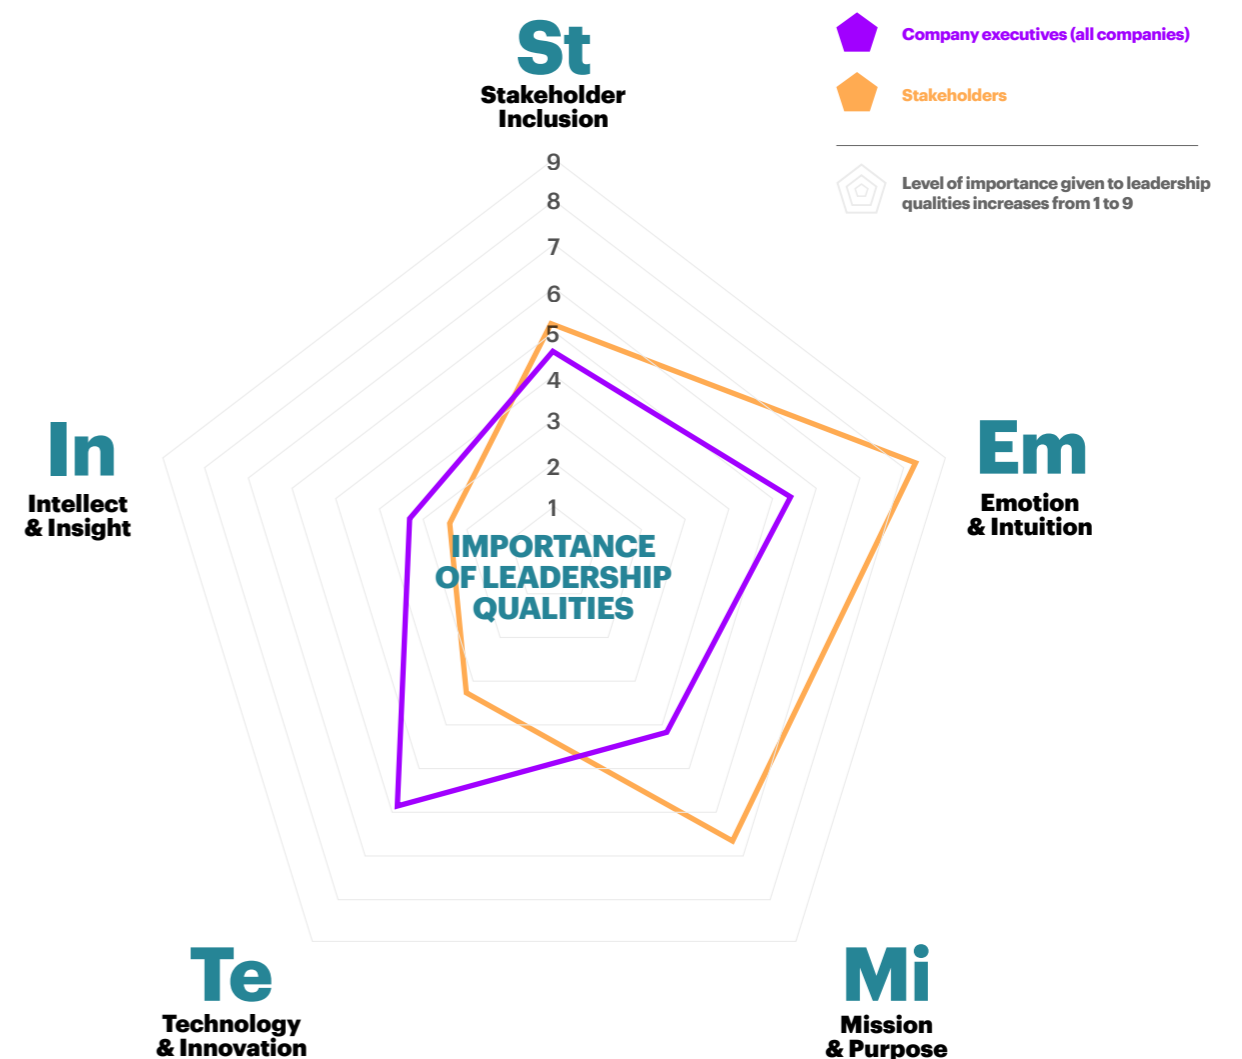 St
Stakeholder
Inclusion
Company executives (all companies)
Stakeholders
Level of importance given to leadership
qualities increases from 1 to 9
9
8
7
6
5
4
3
2
1
In
Intellect
& Insight
Em
Emotion
& Intuition
IMPORTANCE
OF LEADERSHIP
QUALITIES
Te
Technology
& Innovation
Mi
Mission
& Purpose